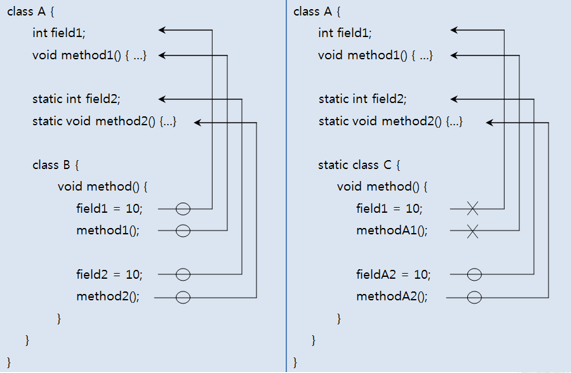 class A {
int field1;
void method1() { ...}
static int field2;
static void method2() {...}
class B {
void method() {
field1 = 10;
method1();
field2 = 10;
method2();
}
}
}
class A {
int field1;
void method1() { ...}
static int field2;
static void method2() {...}
static class C {
void method() {
field1 = 10;
methodA1();
fieldA2 = 10;
methodA2();
}
}
}